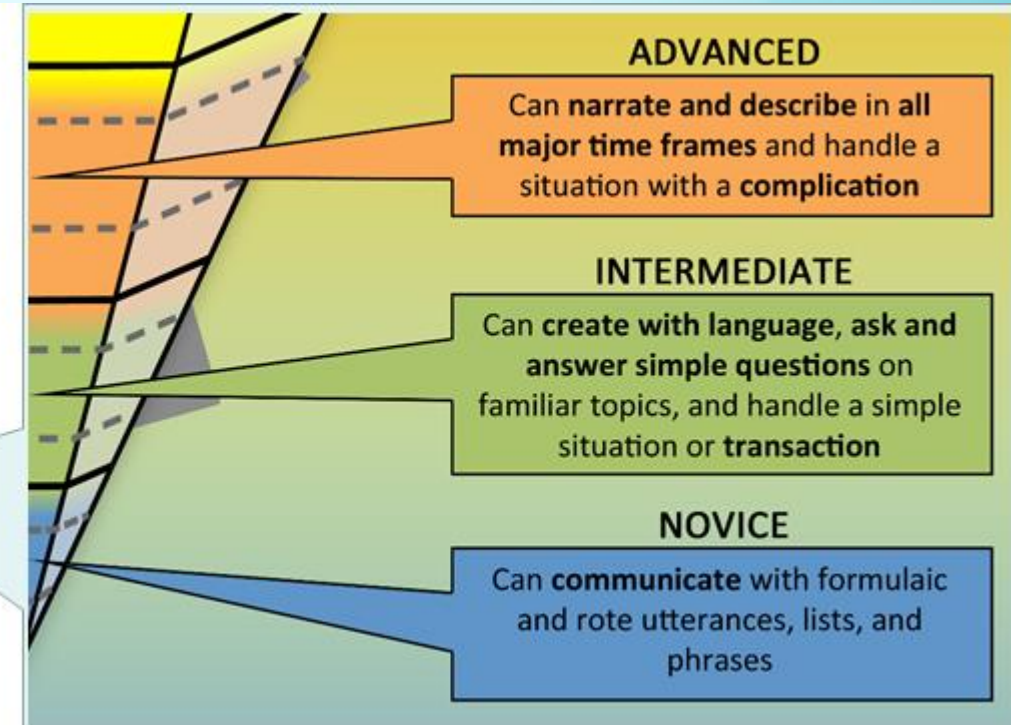 ADVANCED
Can narrate and describe in all
major time frames and handle a
situation with a complication
INTERMEDIATE
Can create with language, ask and
answer simple questions on
familiar topics, and handle a simple
situation or transaction
NOVICE
Can communicate with formulaic
and rote utterances, lists, and
phrases